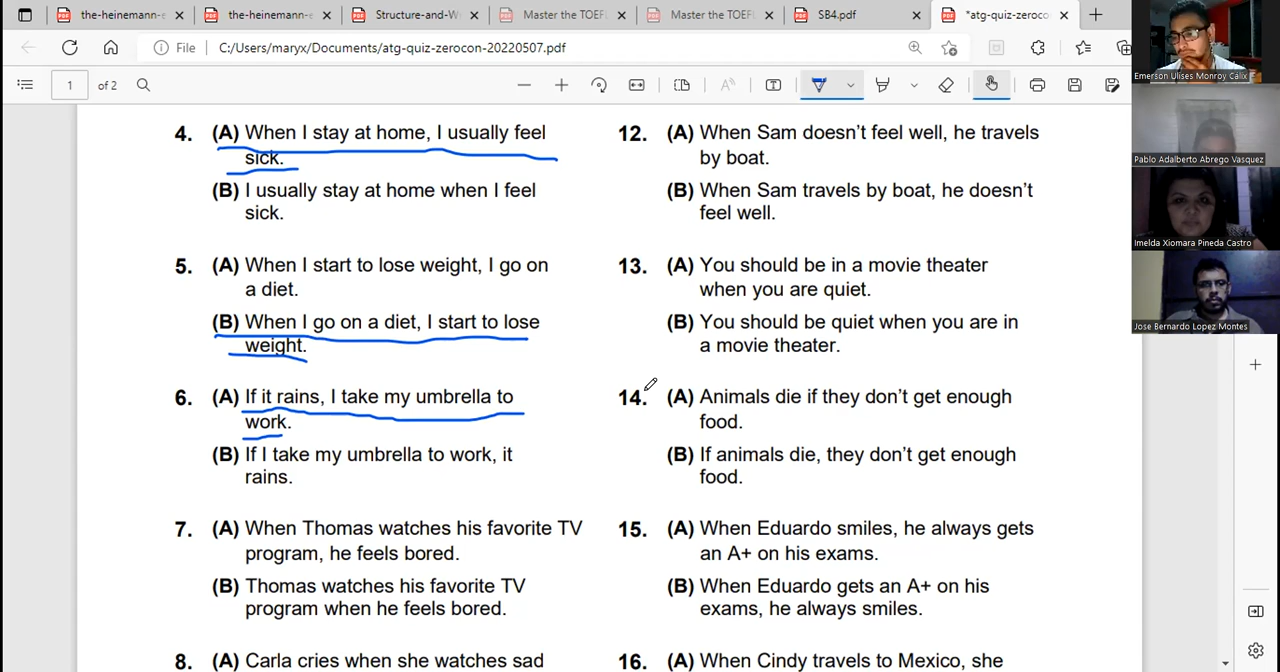 the-heinemann-e
the-heinemann-e
Structure-and-W
Master the TOEF
Master the TOEF
SB4.pdf
*atg-quiz-zeroco
File
C:/Users/maryx/Documents/atg-quiz-zerocon-20220507.pdf
1 of 2
4. (A) When I stay at home, I usually feel
sick.
(B) I usually stay at home when I feel
sick.
5. (A) When I start to lose weight, I go on
a diet.
(B) When I go on a diet, I start to lose
weight.
6. (A) If it rains, I take my umbrella to
work.
(B) If I take my umbrella to work, it
rains.
7. (A) When Thomas watches his favorite TV
program, he feels bored.
(B) Thomas watches his favorite TV
program when he feels bored.
8. (A) Carla cries when she watches sad
12. (A) When Sam doesn't feel well, he travels
by boat.
(B) When Sam travels by boat, he doesn't
feel well.
13. (A) You should be in a movie theater
when you are quiet.
(B) You should be quiet when you are in
a movie theater.
14. (A) Animals die if they don't get enough
food.
(B) If animals die, they don't get enough
food.
15. (A) When Eduardo smiles, he always gets
an A+ on his exams.
(B) When Eduardo gets an A+ on his
exams, he always smiles.
16. (A) When Cindy travels to Mexico, she
Emerson Ulises Monroy Calix
Pablo Adalberto Abrego Vasquez
Imelda Xiomara Pineda Castro
Jose Bernardo Lopez Montes